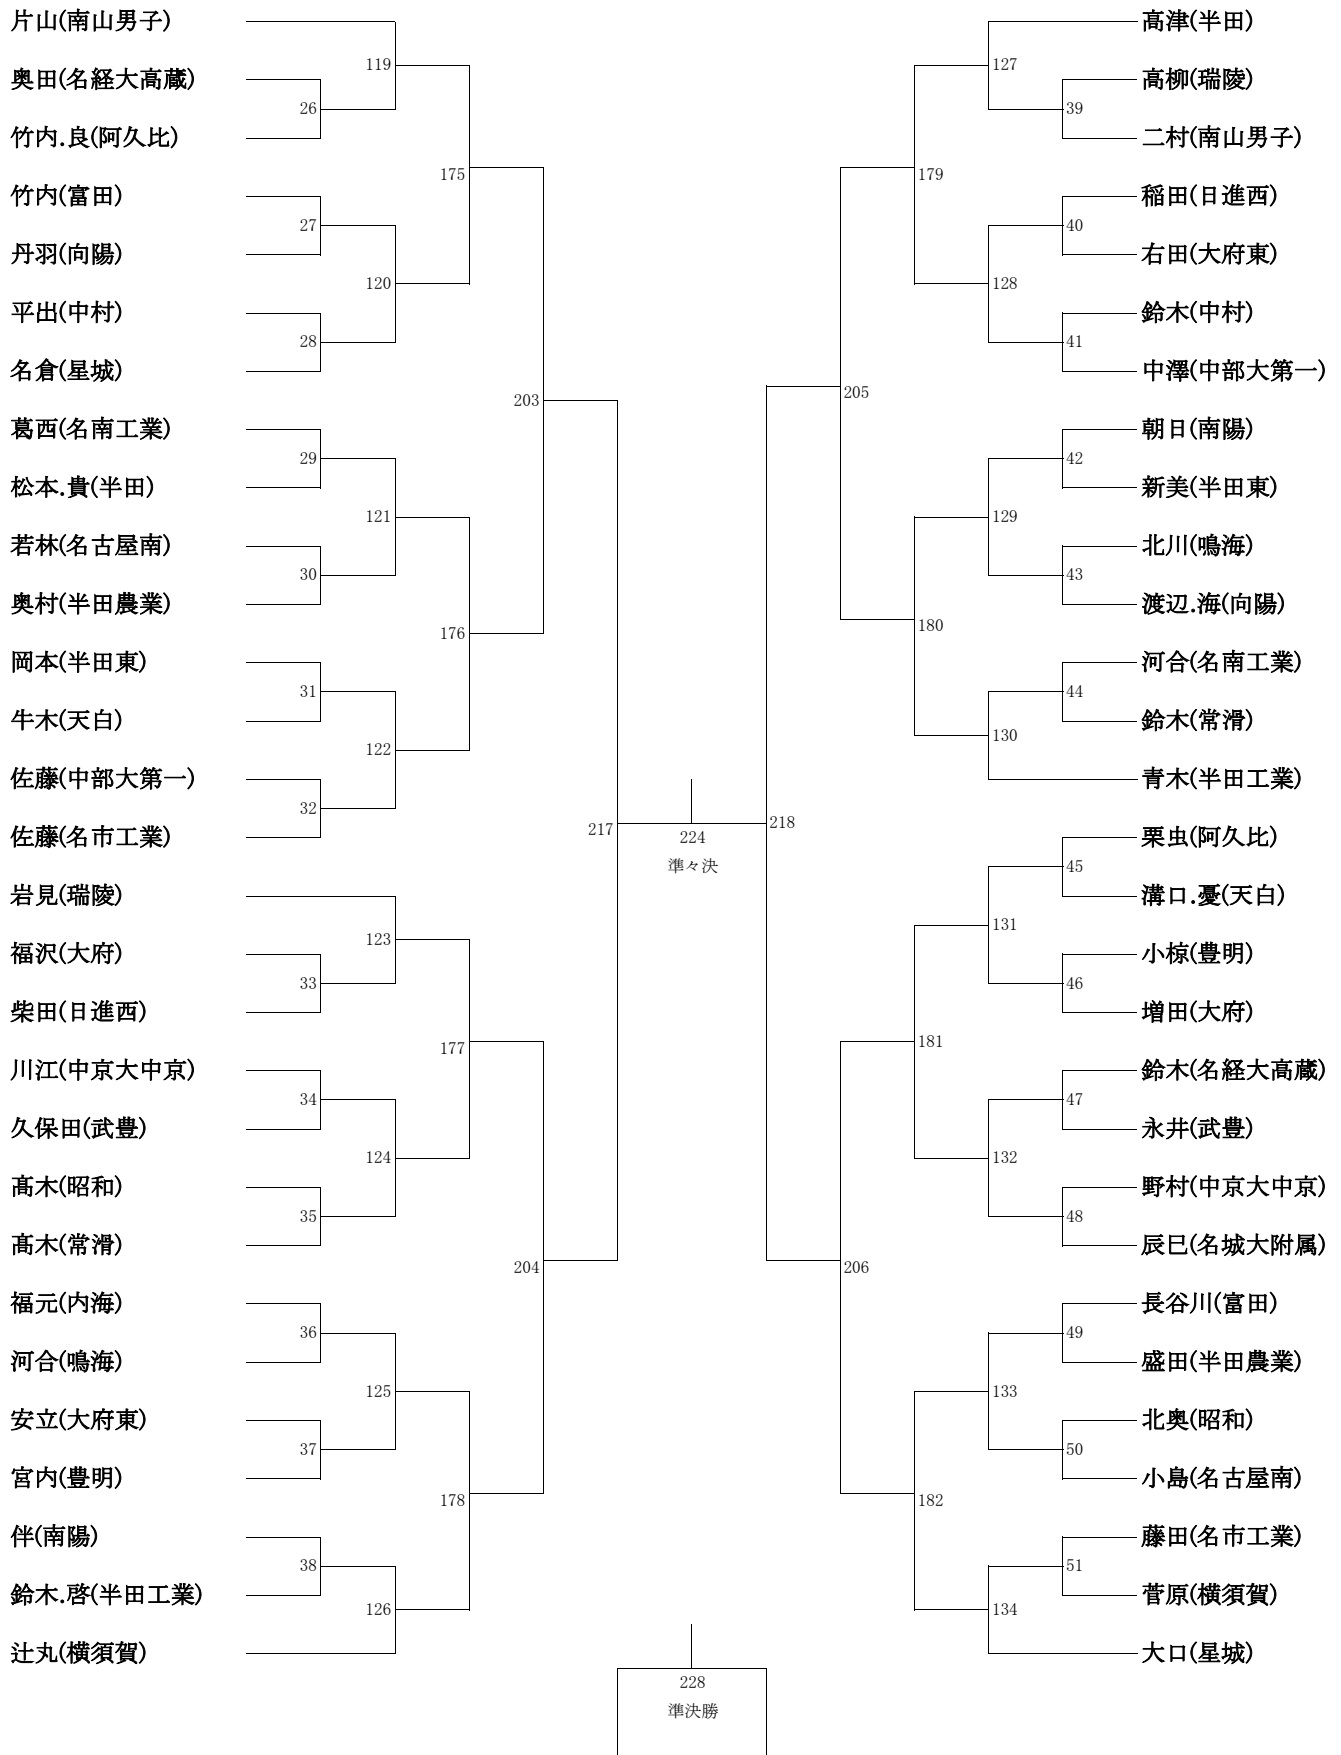 片山(南山男子)
奥田(名経大高蔵)
竹内.良(阿久比)
竹内(富田)
丹羽(向陽)
平出(中村)
名倉(星城)
葛西(名南工業)
松本.貴(半田)
若林(名古屋南)
奥村(半田農業)
岡本(半田東)
牛木(天白)
佐藤(中部大第一)
佐藤(名市工業)
岩見(瑞陵)
福沢(大府)
柴田(日進西)
川江(中京大中京)
久保田(武豊)
髙木(昭和)
髙木(常滑)
福元(内海)
河合(鳴海)
安立(大府東)
宮内(豊明)
伴(南陽)
鈴木.啓(半田工業)
辻丸(横須賀)
26
27
28
29
30
31
32
33
34
35
36
37
38
119
120
121
122
123
124
125
126
175
176
177
178
203
204
217
224
準々決
228
準決勝
218
205
206
179
180
181
182
127
128
129
130
131
132
133
134
39
40
41
42
43
44
45
46
47
48
49
50
51
高津(半田)
高柳(瑞陵)
二村(南山男子)
稲田(日進西)
右田(大府東)
鈴木(中村)
中澤(中部大第一)
朝日(南陽)
新美(半田東)
北川(鳴海)
渡辺.海(向陽)
河合(名南工業)
鈴木(常滑)
青木(半田工業)
栗虫(阿久比)
溝口.憂(天白)
小椋(豊明)
増田(大府)
鈴木(名経大高蔵)
永井(武豊)
野村(中京大中京)
辰巳(名城大附属)
長谷川(富田)
盛田(半田農業)
北奥(昭和)
小島(名古屋南)
藤田(名市工業)
菅原(横須賀)
大口(星城)